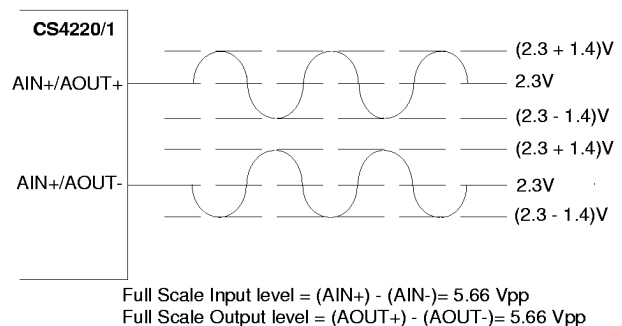 CS4220/1
(2.3 + 1.4)V
AIN+/AOUT+
2.3V
(2.3 - 1.4)V
(2.3 + 1.4)V
AIN+/AOUT-
2.3V
(2.3 - 1.4)V
Full Scale Input level = (AIN+) - (AIN-)= 5.66 Vpp
Full Scale Output level = (AOUT+) - (AOUT-)= 5.66 Vpp